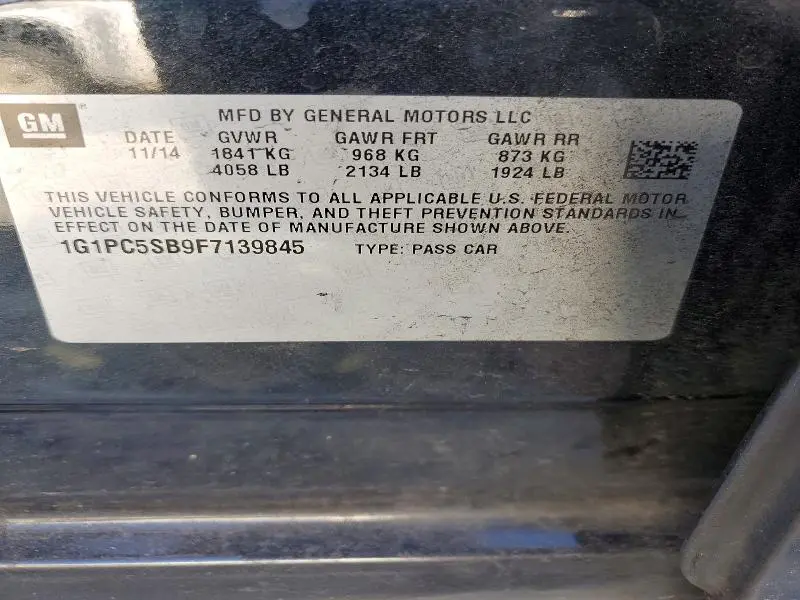 GM
MFD BY GENERAL MOTORS LLC
DATE GVWR GAWR FRT GAWR RR
11/14 1841 KG 968 KG 873 KG
4058 LB 2134 LB 1924 LB
THIS VEHICLE CONFORMS TO ALL APPLICABLE U.S. FEDERAL MOTOR
VEHICLE SAFETY, BUMPER, AND THEFT PREVENTION STANDARDS IN
EFFECT ON THE DATE OF MANUFACTURE SHOWN ABOVE.
1G1PC5SB9F7139845 TYPE: PASS CAR